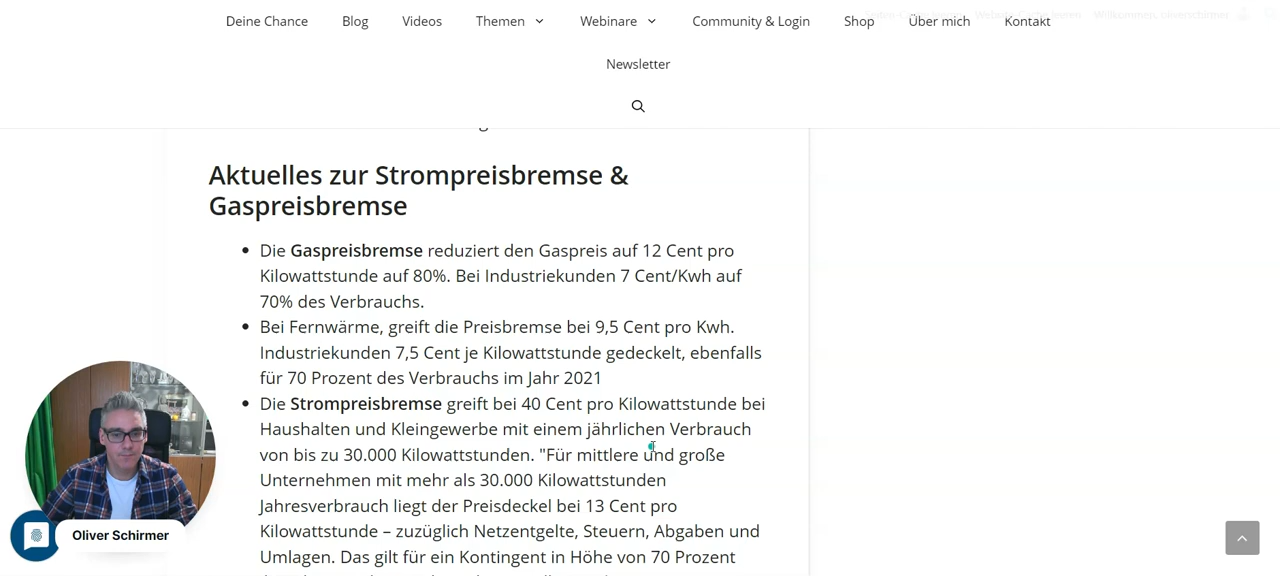 Deine Chance Blog Videos Themen Webinare Community & Login Shop Über mich Kontakt
Newsletter
Aktuelles zur Strompreisbremse &
Gaspreisbremse
Die Gaspreisbremse reduziert den Gaspreis auf 12 Cent pro
Kilowattstunde auf 80%. Bei Industriekunden 7 Cent/Kwh auf
70% des Verbrauchs.
Bei Fernwärme, greift die Preisbremse bei 9,5 Cent pro Kwh.
Industriekunden 7,5 Cent je Kilowattstunde gedeckelt, ebenfalls
für 70 Prozent des Verbrauchs im Jahr 2021
Die Strompreisbremse greift bei 40 Cent pro Kilowattstunde bei
Haushalten und Kleingewerbe mit einem jährlichen Verbrauch
von bis zu 30.000 Kilowattstunden. "Für mittlere und große
Unternehmen mit mehr als 30.000 Kilowattstunden
Jahresverbrauch liegt der Preisdeckel bei 13 Cent pro
Kilowattstunde – zuzüglich Netzentgelte, Steuern, Abgaben und
Umlagen. Das gilt für ein Kontingent in Höhe von 70 Prozent
Oliver Schirmer